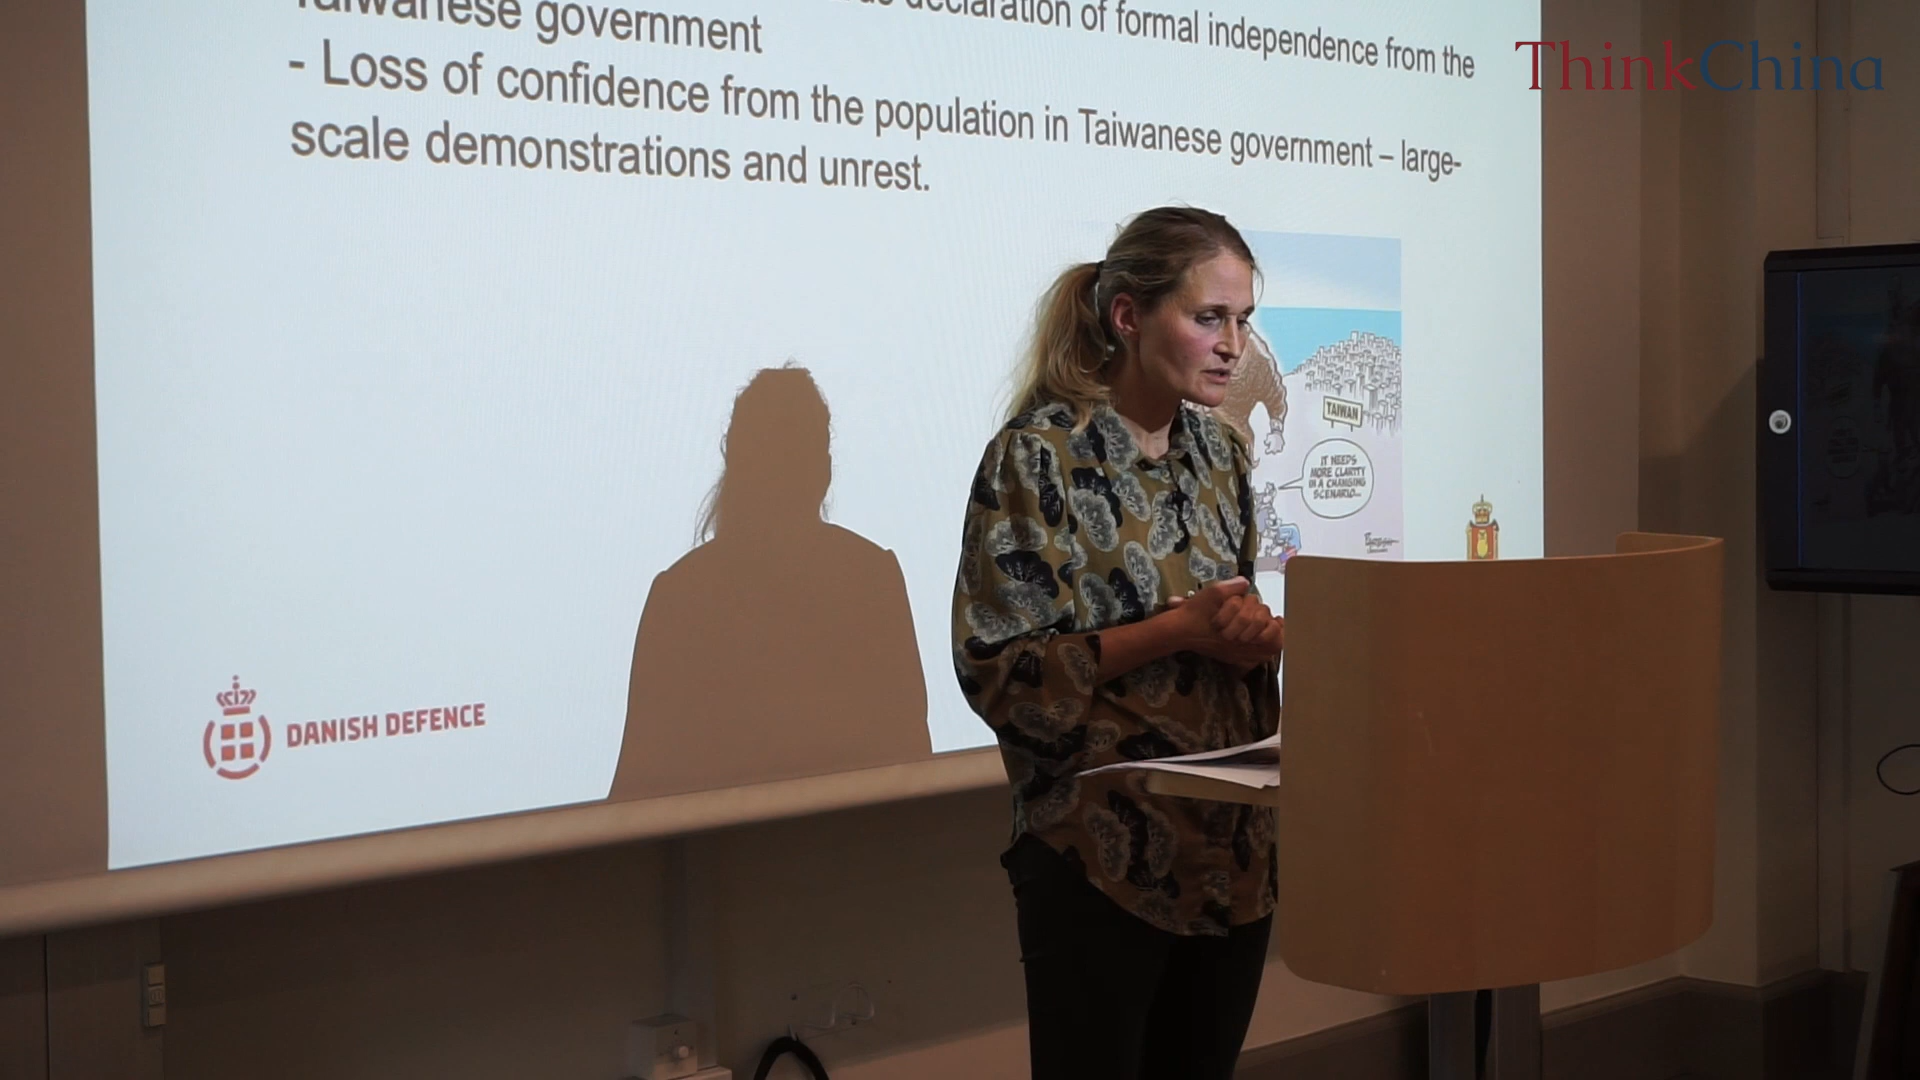 declaration of formal independence from the
Taiwanese government
- Loss of confidence from the population in Taiwanese government – large-
scale demonstrations and unrest.
ThinkChina
TAIWAN
IT NEEDS
MORE CLARITY
IN A CHANGING
SCENARIO...
DANISH DEFENCE